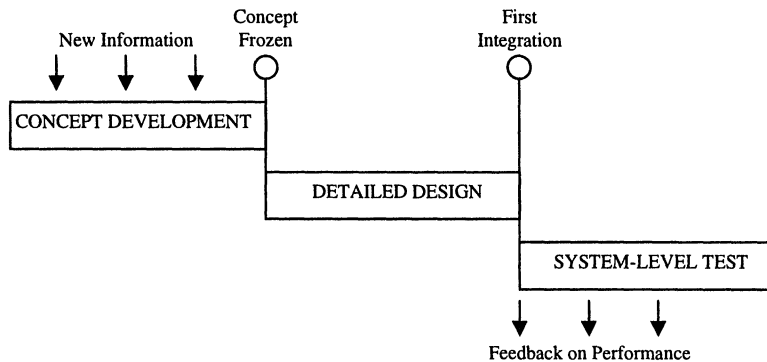 Concept
Frozen
First
Integration
New Information
CONCEPT DEVELOPMENT
DETAILED DESIGN
SYSTEM-LEVEL TEST
Feedback on Performance